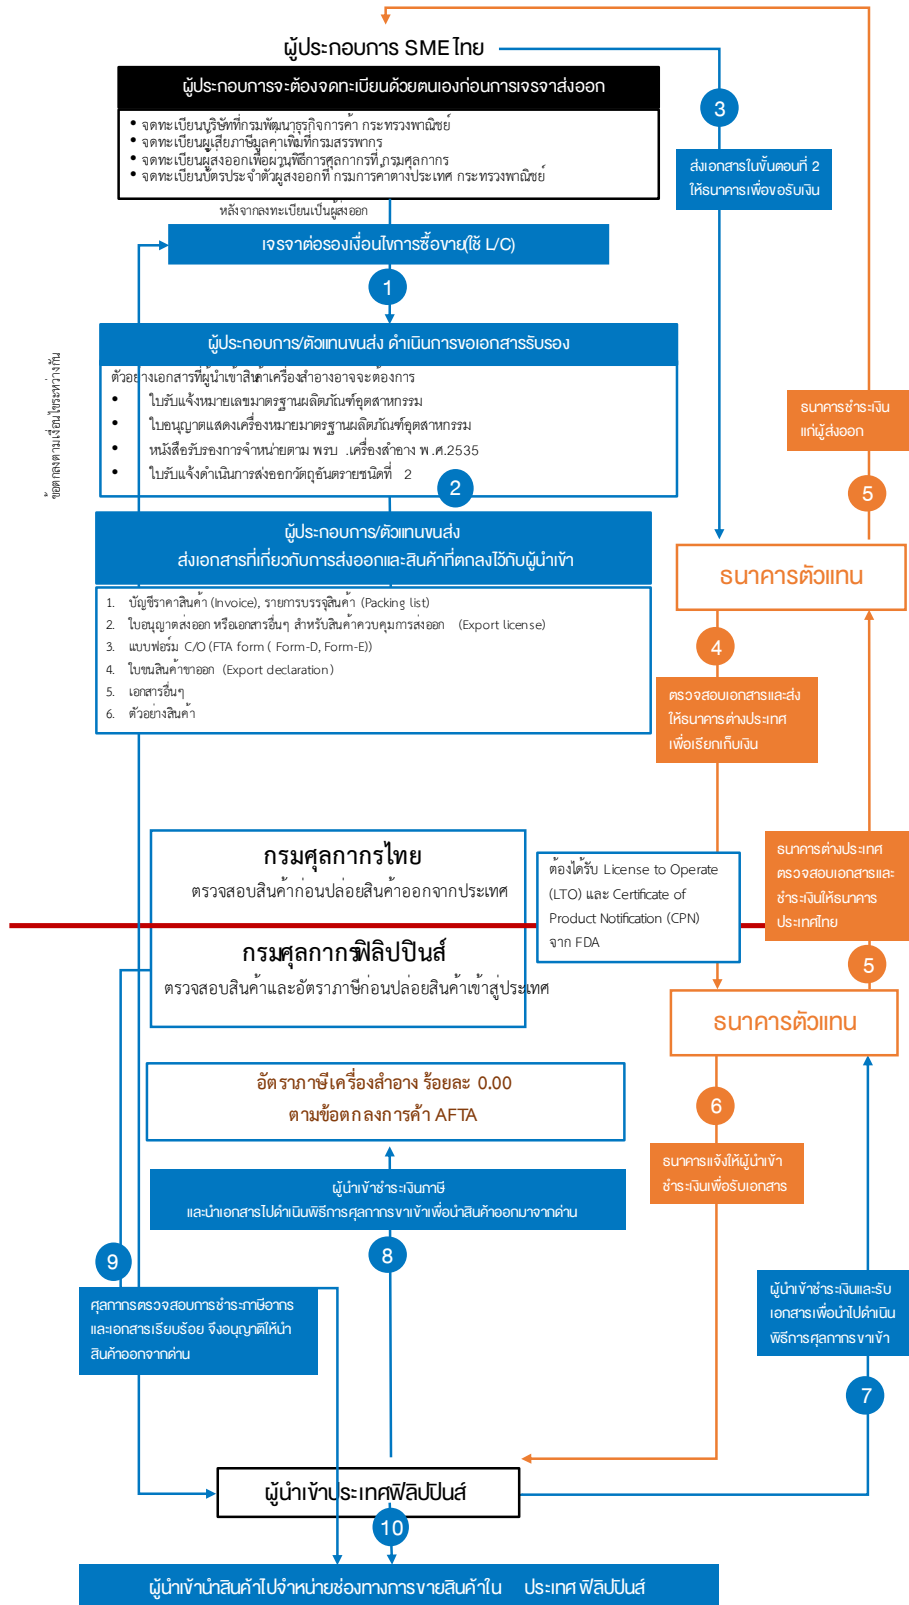 ผู้ประกอบการ SME ไทย
ผู้ประกอบการจะต้องจดทะเบียนด้วยตนเองก่อนการเจรจาส่งออก
• จดทะเบียนบริษัทที่กรมพัฒนาธุรกิจการค้า กระทรวงพาณิชย์
• จดทะเบียนผู้เสียภาษีมูลค่าเพิ่มที่กรมสรรพากร
• จดทะเบียนผู้ส่งออกเพื่อผ่านพิธีการศุลกากรที่ กรมศุลกากร
• จดทะเบียนบัตรประจำตัวผู้ส่งออกที่ กรมการค้าต่างประเทศ กระทรวงพาณิชย์
3
ส่งเอกสารในขั้นตอนที่ 2
ให้ธนาคารเพื่อขอรับเงิน
หลังจากลงทะเบียนเป็นผู้ส่งออก
เจรจาต่อรองเงื่อนไขการซื้อขาย(ใช้ L/C)
1
ข้อตกลงตามเงื่อนไขระหว่างกัน
ผู้ประกอบการ/ตัวแทนขนส่ง ดำเนินการขอเอกสารรับรอง
ตัวอย่างเอกสารที่ผู้นำเข้าสินค้าเครื่องสำอางอาจจะต้องการ
• ใบรับแจ้งหมายเลขมาตรฐานผลิตภัณฑ์อุตสาหกรรม
• ใบอนุญาตแสดงเครื่องหมายมาตรฐานผลิตภัณฑ์อุตสาหกรรม
• หนังสือรับรองการจำหน่ายตาม พรบ .เครื่องสำอาง พ.ศ.2535
• ใบรับแจ้งดำเนินการส่งออกวัตถุอันตรายชนิดที่ 2
2
ธนาคารชำระเงิน
แก่ผู้ส่งออก
5
ผู้ประกอบการ/ตัวแทนขนส่ง
ส่งเอกสารที่เกี่ยวกับการส่งออกและสินค้าที่ตกลงไว้กับผู้นำเข้า
1. บัญชีราคาสินค้า (Invoice), รายการบรรจุสินค้า (Packing list)
2. ใบอนุญาตส่งออก หรือเอกสารอื่นๆ สำหรับสินค้าควบคุมการส่งออก (Export license)
3. แบบฟอร์ม C/O (FTA form ( Form-D, Form-E))
4. ใบขนสินค้าขาออก (Export declaration)
5. เอกสารอื่นๆ
6. ตัวอย่างสินค้า
ธนาคารตัวแทน
4
ตรวจสอบเอกสารและส่ง
ให้ธนาคารต่างประเทศ
เพื่อเรียกเก็บเงิน
กรมศุลกากรไทย
ตรวจสอบสินค้าก่อนปล่อยสินค้าออกจากประเทศ
กรมศุลกากรฟิลิปปินส์
ตรวจสอบสินค้าและอัตราภาษีก่อนปล่อยสินค้าเข้าสู่ประเทศ
ต้องได้รับ License to Operate
(LTO) และ Certificate of
Product Notification (CPN)
จาก FDA
ธนาคารต่างประเทศ
ตรวจสอบเอกสารและ
ชำระเงินให้ธนาคาร
ประเทศไทย
5
ธนาคารตัวแทน
อัตราภาษีเครื่องสำอาง ร้อยละ 0.00
ตามข้อตกลงการค้า AFTA
6
ธนาคารแจ้งให้ผู้นำเข้า
ชำระเงินเพื่อรับเอกสาร
ผู้นำเข้าชำระเงินภาษี
และนำเอกสารไปดำเนินพิธีการศุลกากรขาเข้าเพื่อนำสินค้าออกมาจากด่าน
8
9
ศุลกากรตรวจสอบการชำระภาษีอากร
และเอกสารเรียบร้อย จึงอนุญาติให้นำ
สินค้าออกจากด่าน
ผู้นำเข้าชำระเงินและรับ
เอกสารเพื่อนำไปดำเนิน
พิธีการศุลกากรขาเข้า
7
ผู้นำเข้าประเทศฟิลิปปินส์
10
ผู้นำเข้านำสินค้าไปจำหน่ายช่องทางการขายสินค้าใน ประเทศ ฟิลิปปินส์